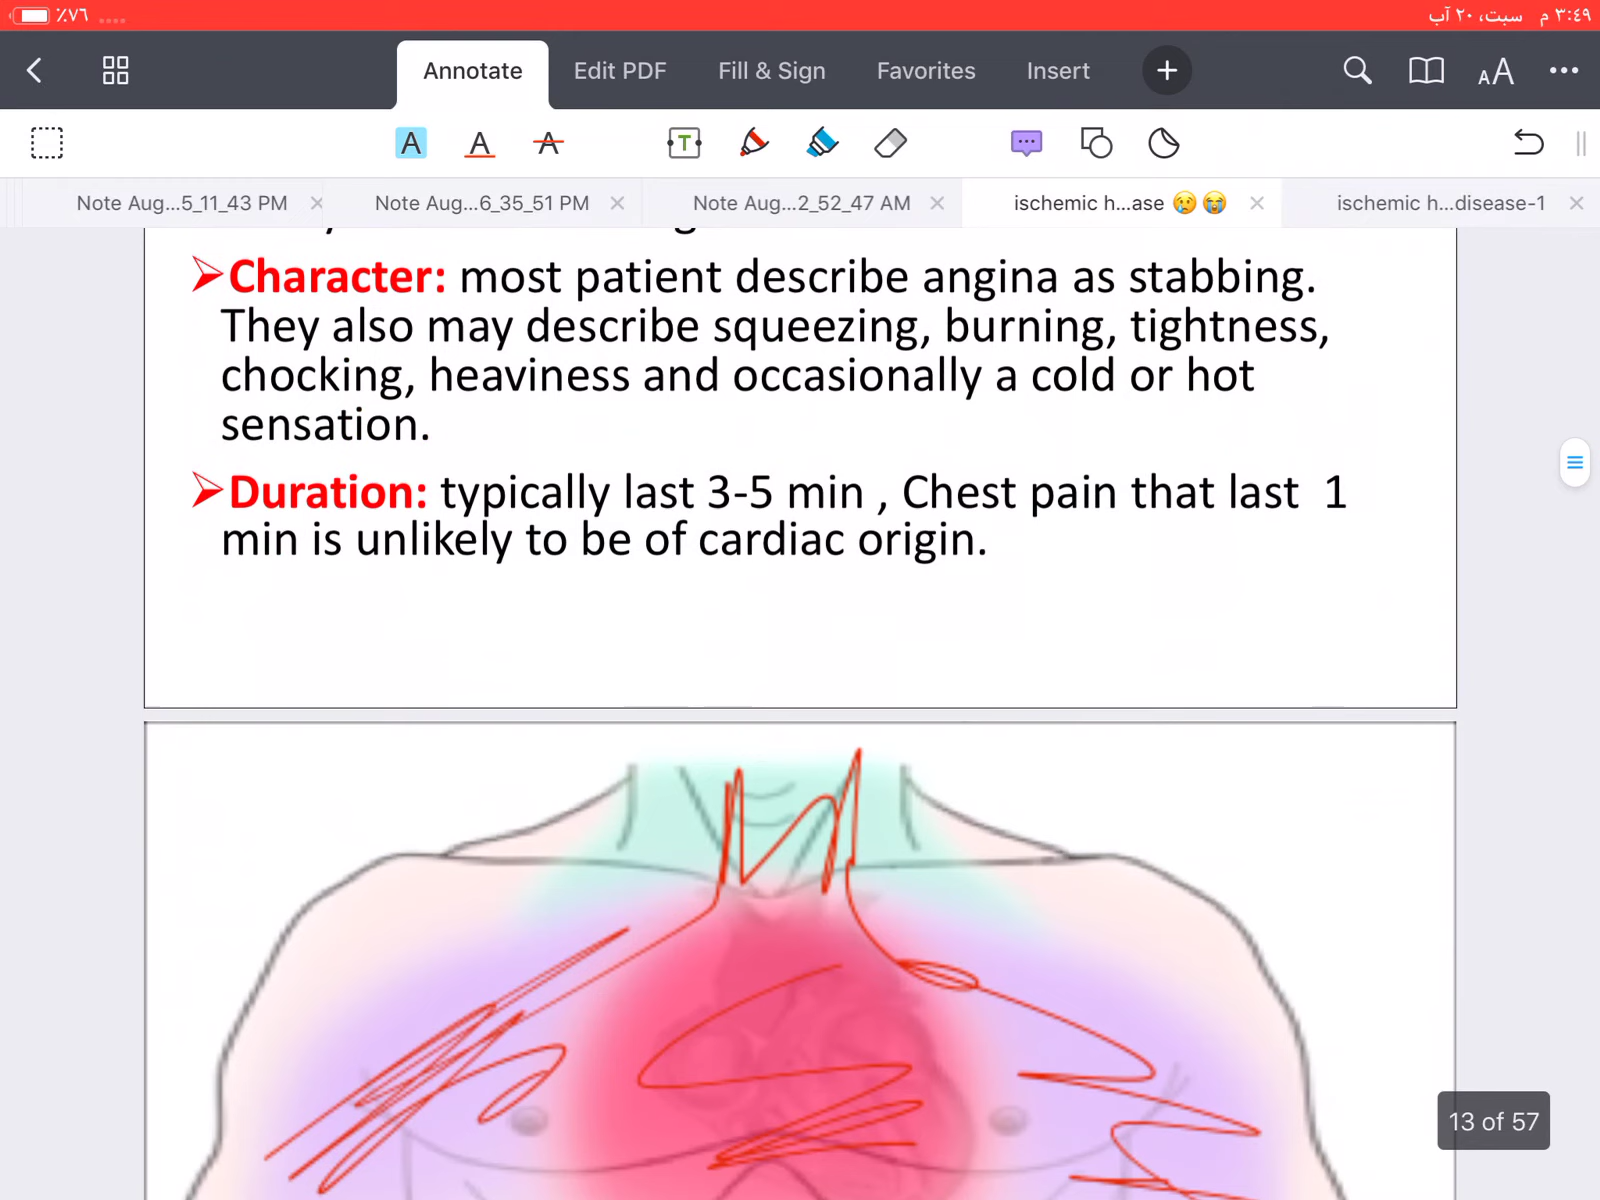 ٪٧٦
٣:٤٩ م سبت، ٢٠ آب
Annotate
Edit PDF
Fill & Sign
Favorites
Insert
AA
A
A
A
T
Note Aug...5_11_43 PM
Note Aug...6_35_51 PM
Note Aug...2_52_47 AM
ischemic h...ase 😢😭
ischemic h...disease-1
➢Character: most patient describe angina as stabbing.
They also may describe squeezing, burning, tightness,
chocking, heaviness and occasionally a cold or hot
sensation.
➢Duration: typically last 3-5 min , Chest pain that last 1
min is unlikely to be of cardiac origin.
13 of 57